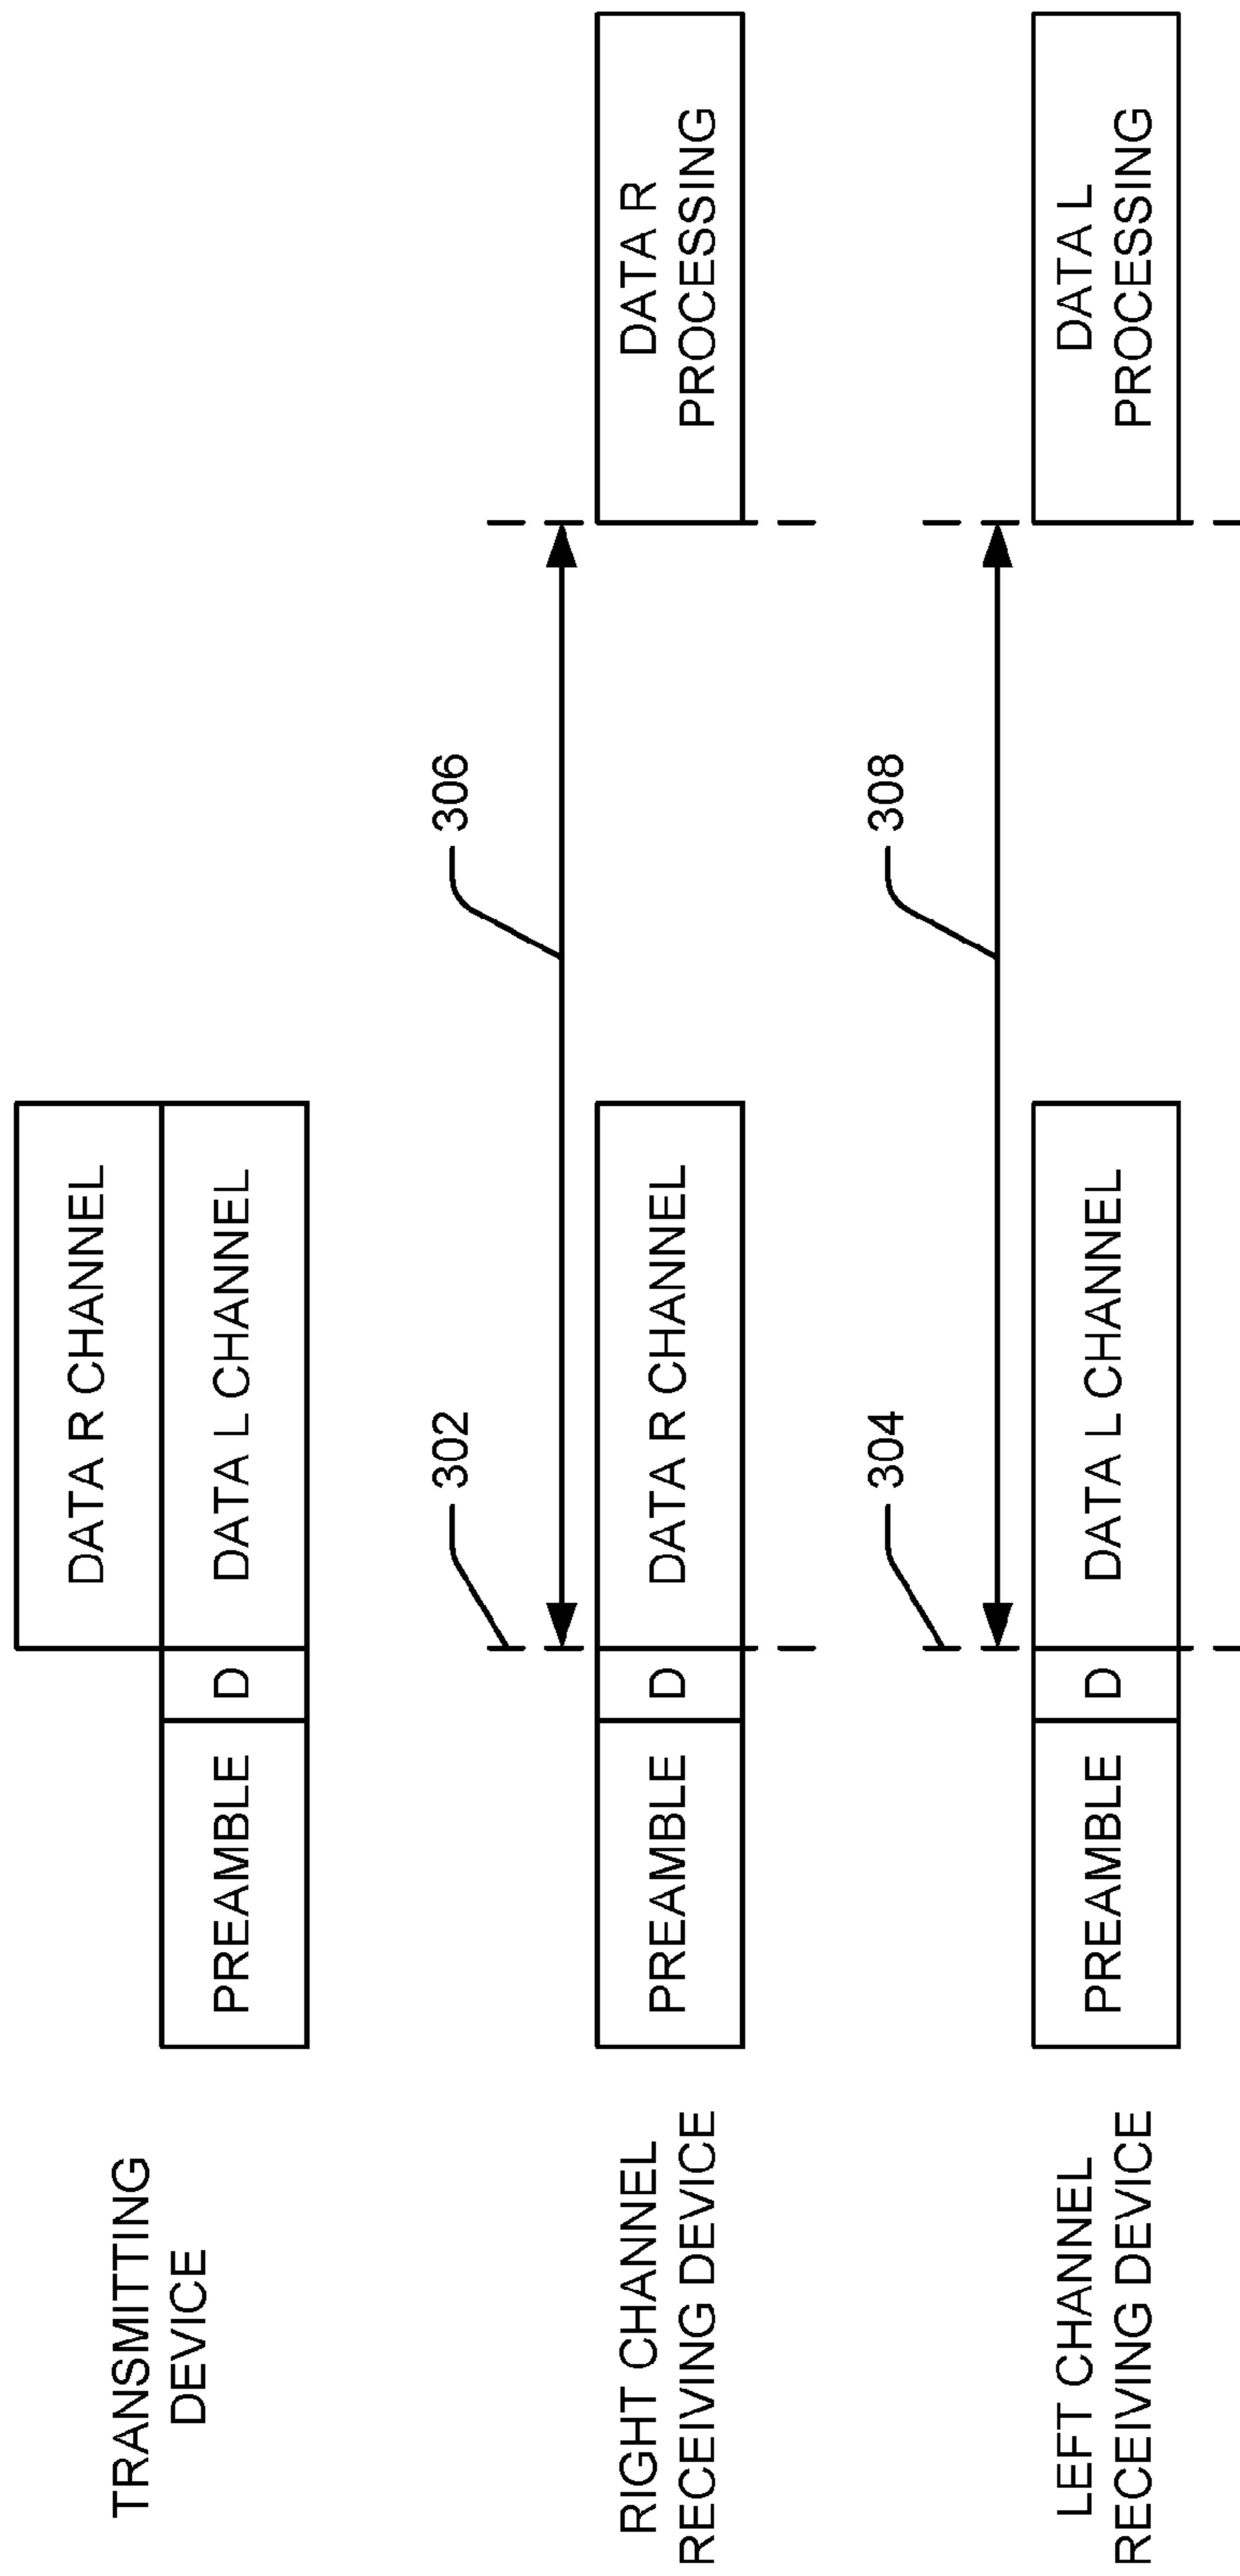 TRANSMITTING
DEVICE
PREAMBLE
D
DATA R CHANNEL
DATA L CHANNEL
RIGHT CHANNEL
RECEIVING DEVICE
PREAMBLE
D
DATA R CHANNEL
302
306
DATA R
PROCESSING
LEFT CHANNEL
RECEIVING DEVICE
PREAMBLE
D
DATA L CHANNEL
304
308
DATA L
PROCESSING